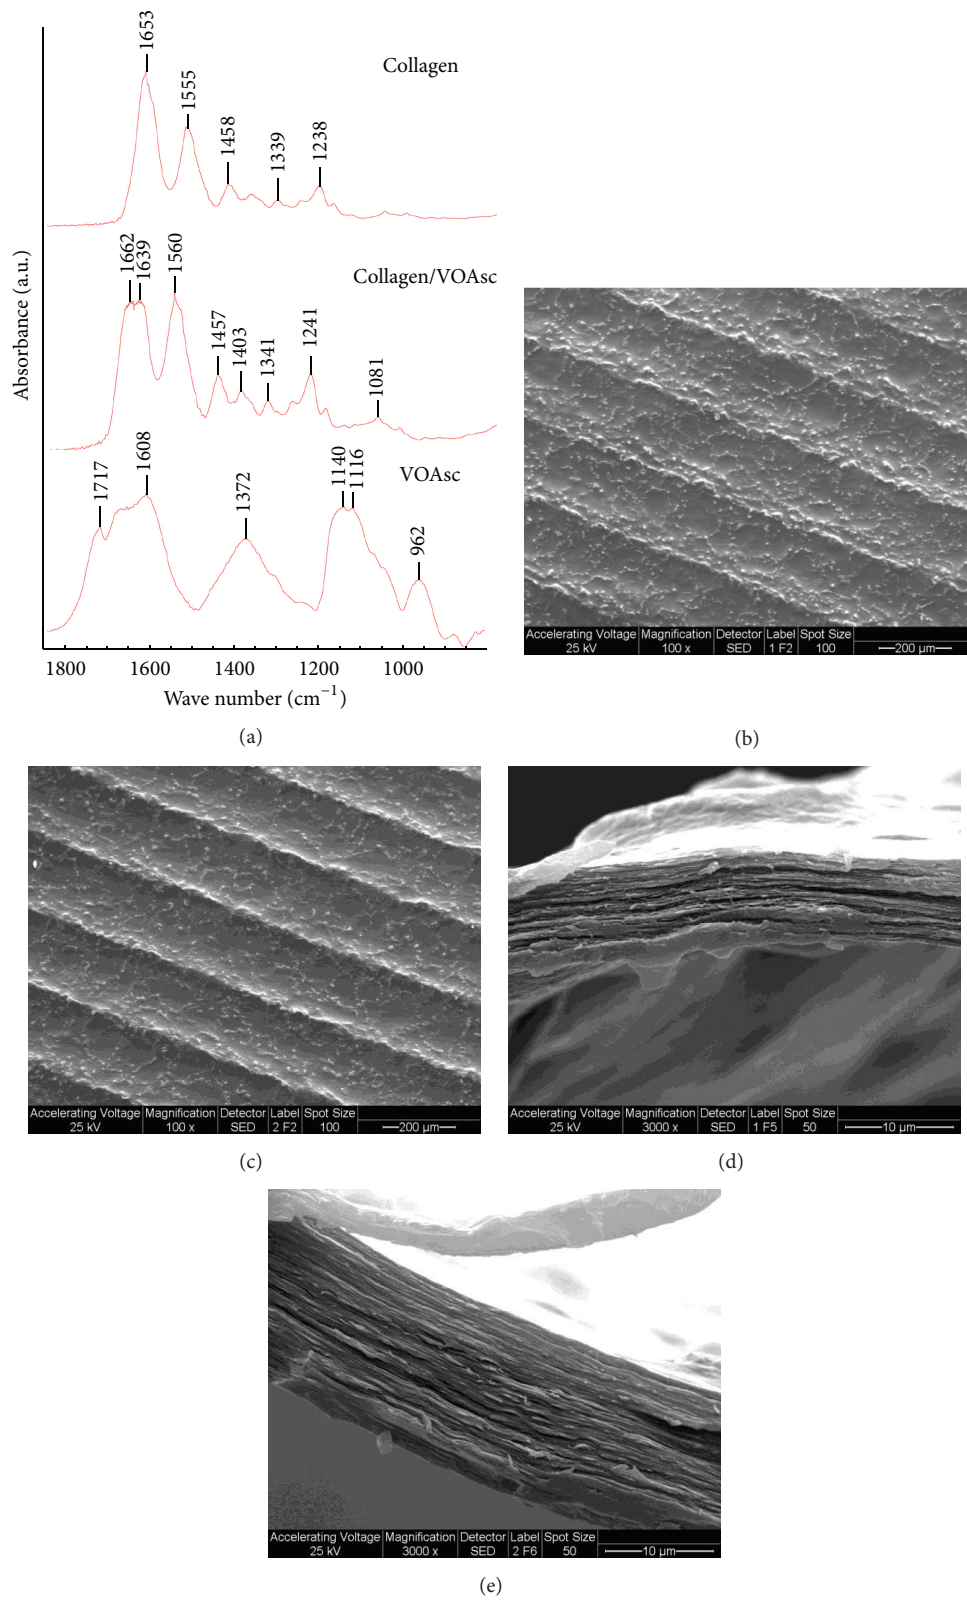 Absorbance (a.u.)
1653
1555
1458
1339
1238
Collagen
1662
1639
1560
1457
1403
1341
1241
1081
Collagen/VOAsc
1717
1608
1372
1140
1116
962
VOAsc
1800 1600 1400 1200 1000
Wave number (cm−1)
(a)
Accelerating Voltage Magnification Detector Label Spot Size
25 kV 100 x SED 1 F2 100 200 µm
(b)
Accelerating Voltage Magnification Detector Label Spot Size
25 kV 100 x SED 2 F2 100 200 µm
(c)
Accelerating Voltage Magnification Detector Label Spot Size
25 kV 3000 x SED 1 F5 50 10 µm
(d)
Accelerating Voltage Magnification Detector Label Spot Size
25 kV 3000 x SED 2 F6 50 10 µm
(e)